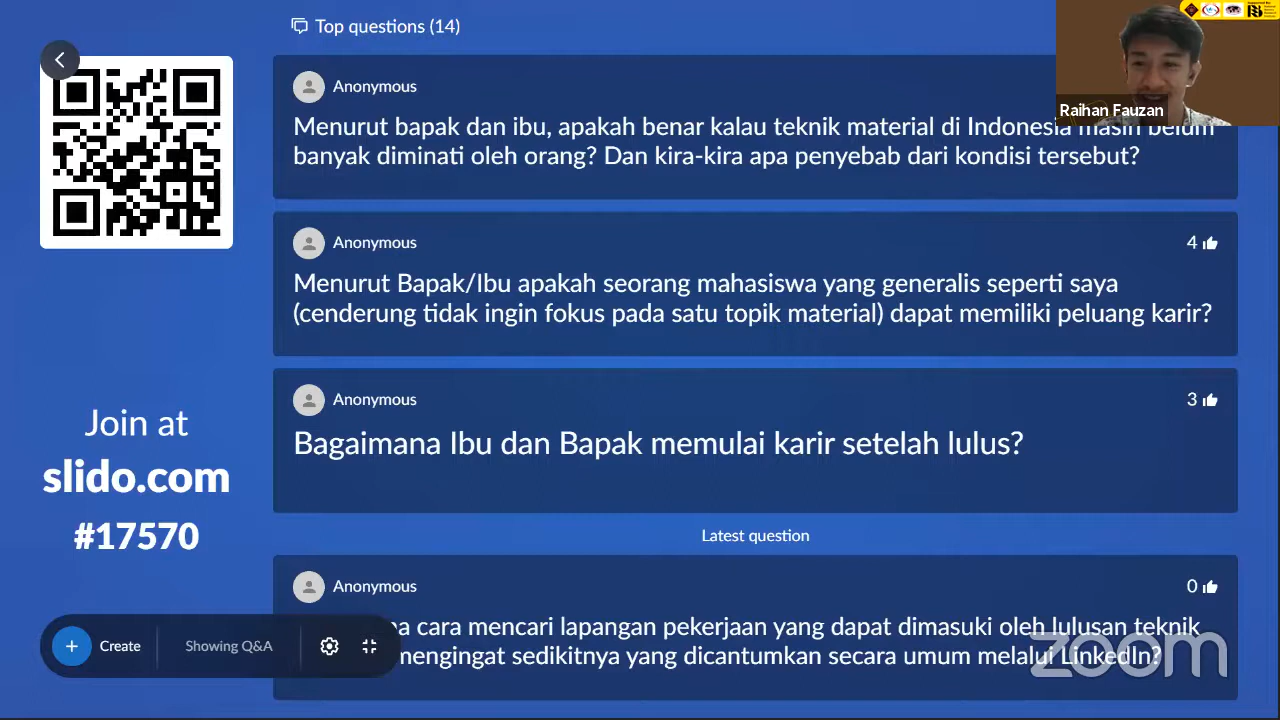 Top questions (14)
Raihan Fauzan
Anonymous
Menurut bapak dan ibu, apakah benar kalau teknik material di Indonesia masih belum
banyak diminati oleh orang? Dan kira-kira apa penyebab dari kondisi tersebut?
Anonymous
4
Menurut Bapak/Ibu apakah seorang mahasiswa yang generalis seperti saya
(cenderung tidak ingin fokus pada satu topik material) dapat memiliki peluang karir?
Anonymous
3
Bagaimana Ibu dan Bapak memulai karir setelah lulus?
Join at
slido.com
#17570
Latest question
Anonymous
0
cara mencari lapangan pekerjaan yang dapat dimasuki oleh lulusan teknik
mengingat sedikitnya yang dicantumkan secara umum melalui LinkedIn?
+ Create
Showing Q&A
zoom